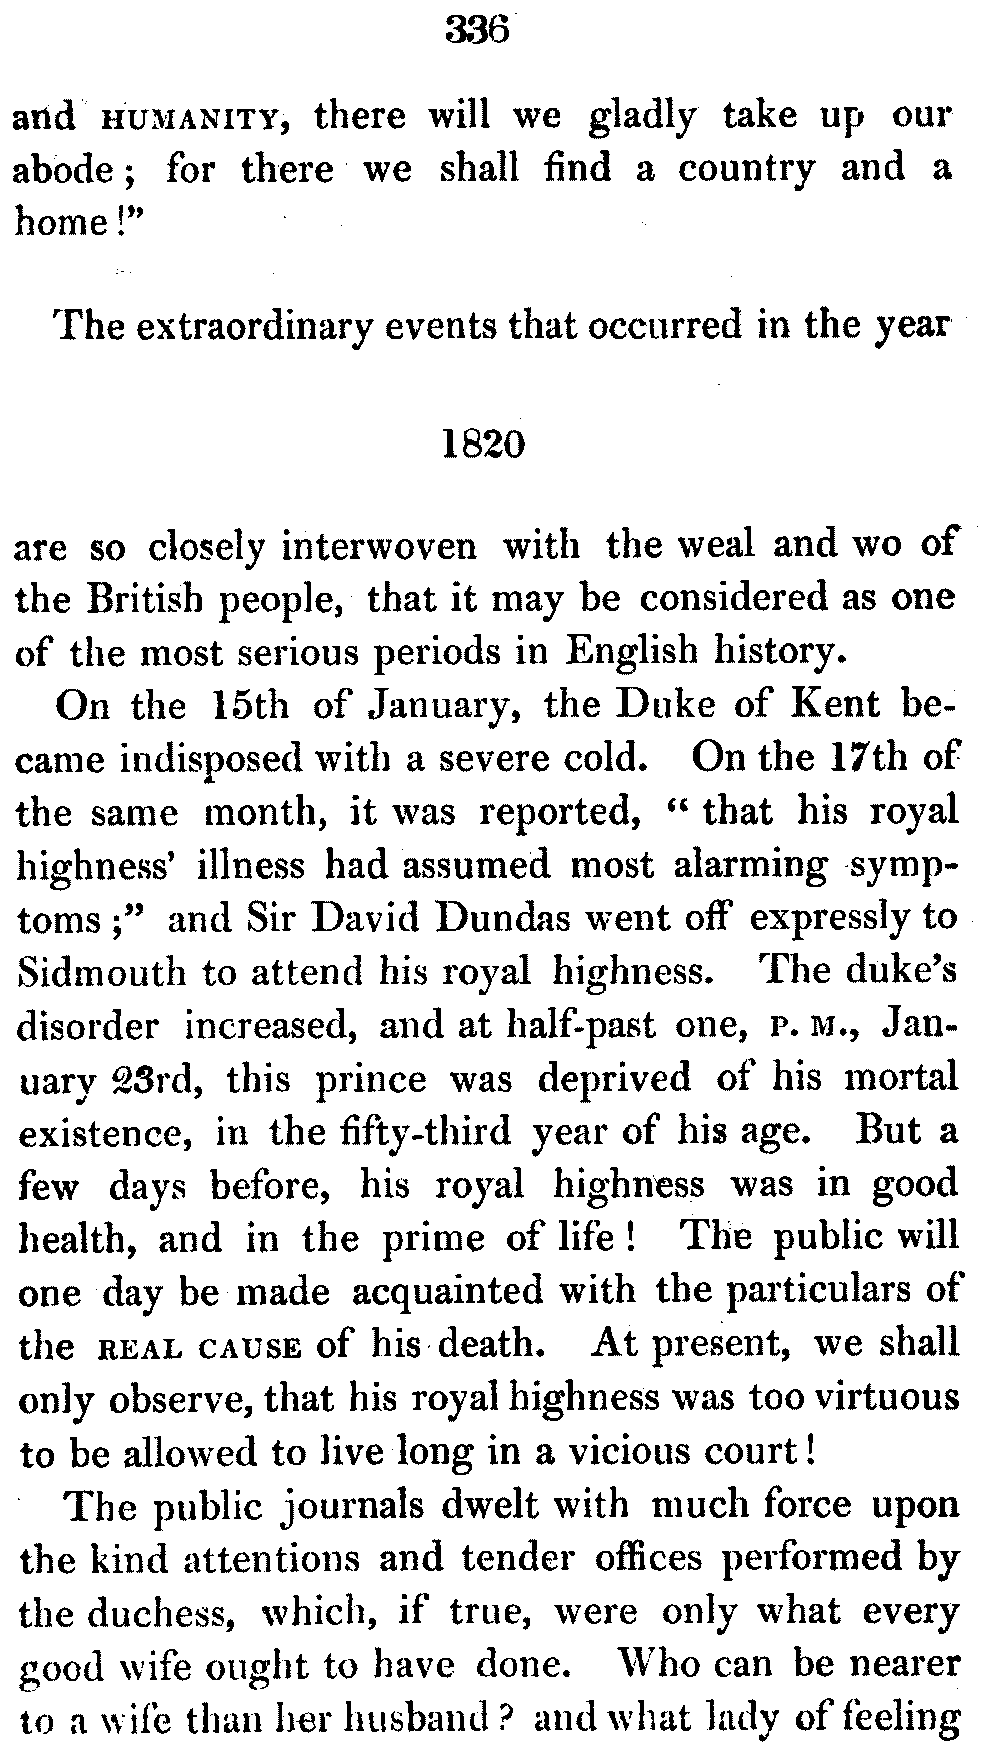 336
and HUMANITY, there will we gladly take up our
abode ; for there we shall find a country and a
home !”
The extraordinary events that occurred in the year
1820
are so closely interwoven with the weal and wo of
the British people, that it may be considered as one
of the most serious periods in English history.
On the 15th of January, the Duke of Kent be-
came indisposed with a severe cold. On the 17th of
the same month, it was reported, “ that his royal
highness’ illness had assumed most alarming symp-
toms ;” and Sir David Dundas went off expressly to
Sidmouth to attend his royal highness. The duke’s
disorder increased, and at half-past one, P. M., Jan-
uary 23rd, this prince was deprived of his mortal
existence, in the fifty-third year of his age. But a
few days before, his royal highness was in good
health, and in the prime of life ! The public will
one day be made acquainted with the particulars of
the REAL CAUSE of his death. At present, we shall
only observe, that his royal highness was too virtuous
to be allowed to live long in a vicious court !
The public journals dwelt with much force upon
the kind attentions and tender offices performed by
the duchess, which, if true, were only what every
good wife ought to have done. Who can be nearer
to a wife than her husband ? and what lady of feeling